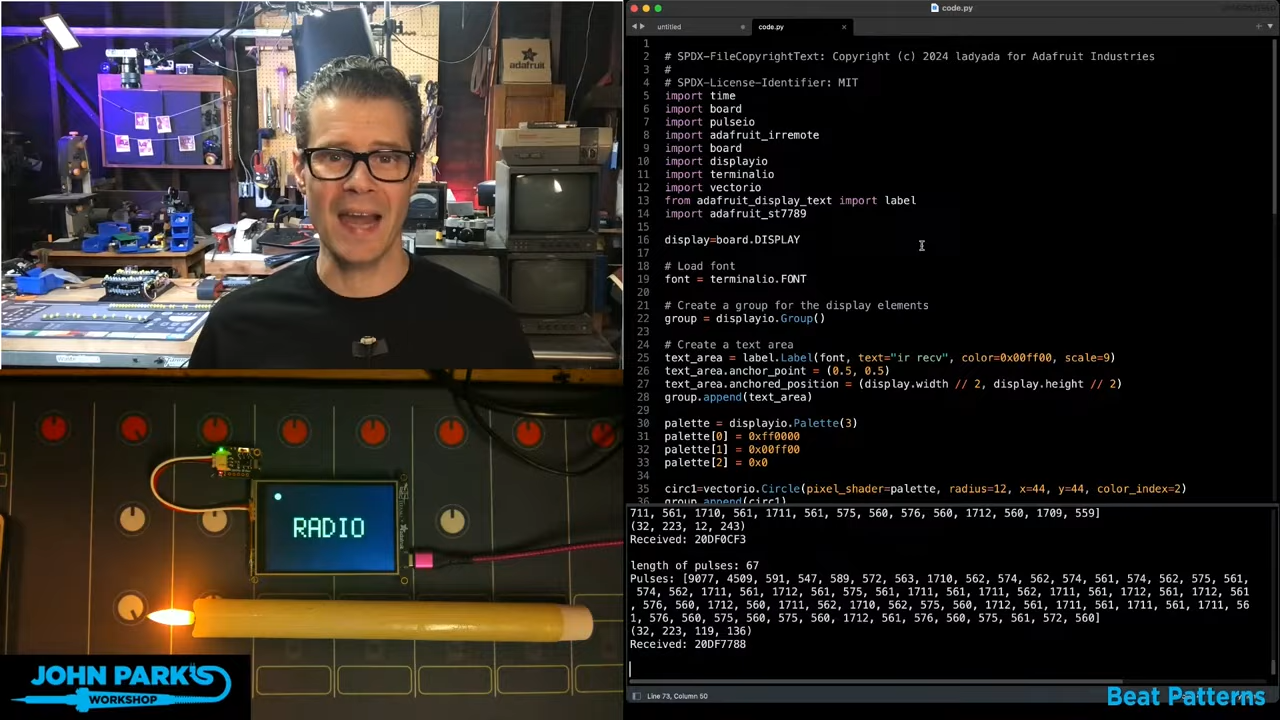 adafruit
RADIO
JOHN PARK'S
WORKSHOP
code.py
untitled
code.py
1
2 # SPDX-FileCopyrightText: Copyright (c) 2024 ladyada for Adafruit Industries
3 #
4 # SPDX-License-Identifier: MIT
5 import time
6 import board
7 import pulseio
8 import adafruit_irremote
9 import board
10 import displayio
11 import terminalio
12 import vectorio
13 from adafruit_display_text import label
14 import adafruit_st7789
15
16 display=board.DISPLAY
17
18 # Load font
19 font = terminalio.FONT
20
21 # Create a group for the display elements
22 group = displayio.Group()
23
24 # Create a text area
25 text_area = label.Label(font, text="ir recv", color=0x00ff00, scale=9)
26 text_area.anchor_point = (0.5, 0.5)
27 text_area.anchored_position = (display.width // 2, display.height // 2)
28 group.append(text_area)
29
30 palette = displayio.Palette(3)
31 palette[0] = 0xff0000
32 palette[1] = 0x00ff00
33 palette[2] = 0x0
34
35 circ1=vectorio.Circle(pixel_shader=palette, radius=12, x=44, y=44, color_index=2)
36 group.append(circ1)
711, 561, 1710, 561, 1711, 561, 575, 560, 576, 560, 1712, 560, 1709, 559]
(32, 223, 12, 243)
Received: 20DF0CF3
length of pulses: 67
Pulses: [9077, 4509, 591, 547, 589, 572, 563, 1710, 562, 574, 562, 574, 561, 574, 562, 575, 561,
574, 562, 1711, 561, 1712, 561, 575, 561, 1711, 561, 1711, 562, 1711, 561, 1712, 561, 1712, 561
, 576, 560, 1712, 560, 1711, 562, 1710, 562, 575, 560, 1712, 561, 1711, 561, 1711, 561, 1711, 56
1, 576, 560, 575, 560, 575, 560, 1712, 561, 576, 560, 575, 561, 572, 560]
(32, 223, 119, 136)
Received: 20DF7788
Line 73, Column 50
Beat Patterns